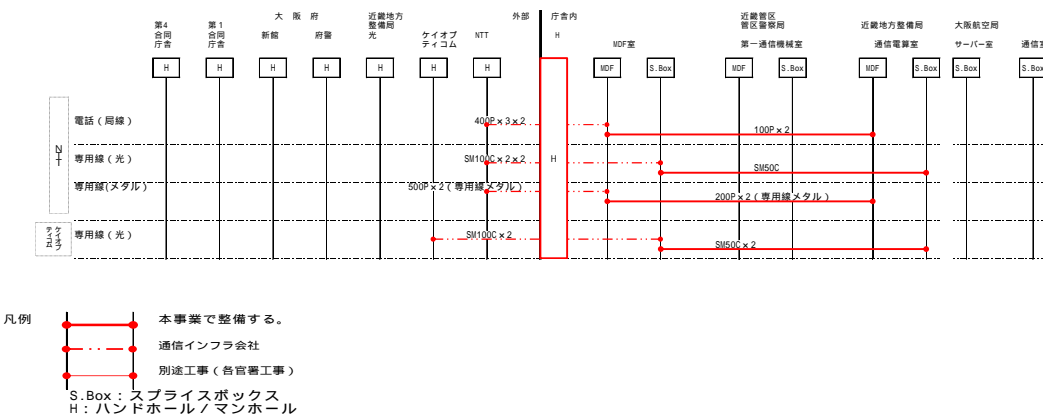 大 阪 府
外部
庁舎内
第4
合同
庁舎
第1
合同
庁舎
新館
府警
近畿地方
整備局
光
ケイオプ
ティコム
NTT
H
MDF室
近畿管区
管区警察局
第一通信機械室
近畿地方整備局
通信電算室
大阪航空局
サーバー室
通信室
H H H H H H H MDF S.Box MDF S.Box MDF S.Box S.Box S.Box
NTT
電話(局線) 400P×3×2
100P×2
専用線(光) SM100C×2×2 H
SM50C
専用線(メタル) 500P×2(専用線メタル)
200P×2(専用線メタル)
ケイオプ
ティコム
専用線(光) SM100C×2
SM50C×2
凡例
本事業で整備する。
通信インフラ会社
別途工事(各官署工事)
S.Box:スプライスボックス
H:ハンドホール/マンホール